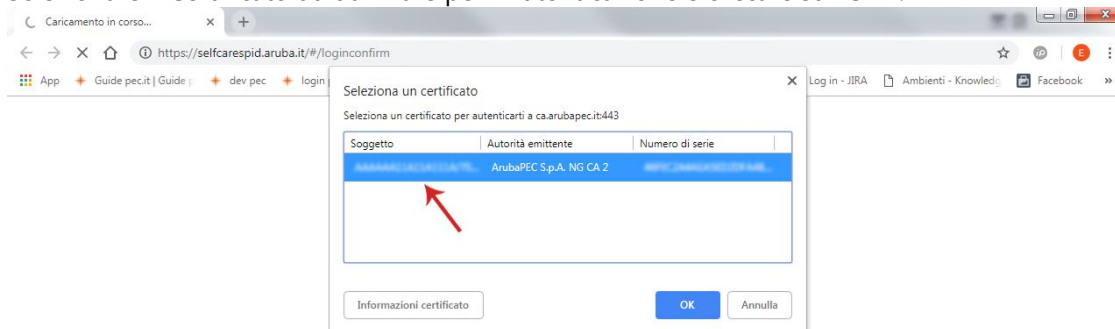 Caricamento in corso...
https://selfcarespid.aruba.it/#/loginconfirm
E
App Guide pec.it | Guide p dev pec login Log in - JIRA Ambienti - Knowledg Facebook »
Seleziona un certificato
Seleziona un certificato per autenticarti a ca.arubapec.it:443
Soggetto Autorità emittente Numero di serie
ArubaPEC S.p.A. NG CA 2
Informazioni certificato OK Annulla